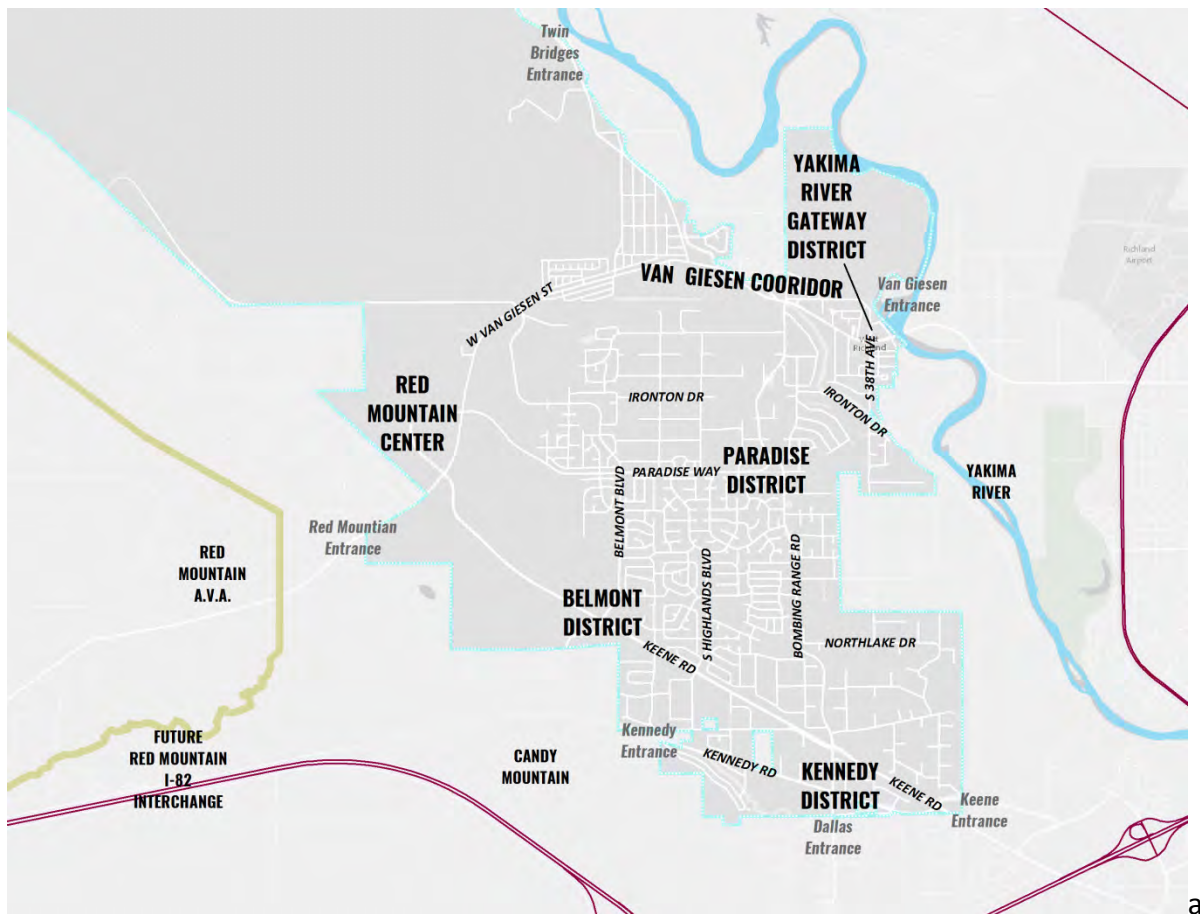 Twin
Bridges
Entrance
YAKIMA
RIVER
GATEWAY
DISTRICT
Richland
Airport
VAN GIESEN COORIDOR
Van Giesen
Entrance
W VAN GIESEN ST
Richland
S 38TH AVE
RED
MOUNTAIN
CENTER
IRONTON DR
IRONTON DR
PARADISE
DISTRICT
PARADISE WAY
YAKIMA
RIVER
BELMONT BLVD
Red Mountian
Entrance
RED
MOUNTAIN
A.V.A.
S HIGHLANDS BLVD
BOMBING RANGE RD
BELMONT
DISTRICT
NORTHLAKE DR
KEENE RD
Kennedy
Entrance
FUTURE
RED MOUNTAIN
I-82
INTERCHANGE
CANDY
MOUNTAIN
KENNEDY RD
KENNEDY
DISTRICT
KEENE RD
Keene
Entrance
Dallas
Entrance
a